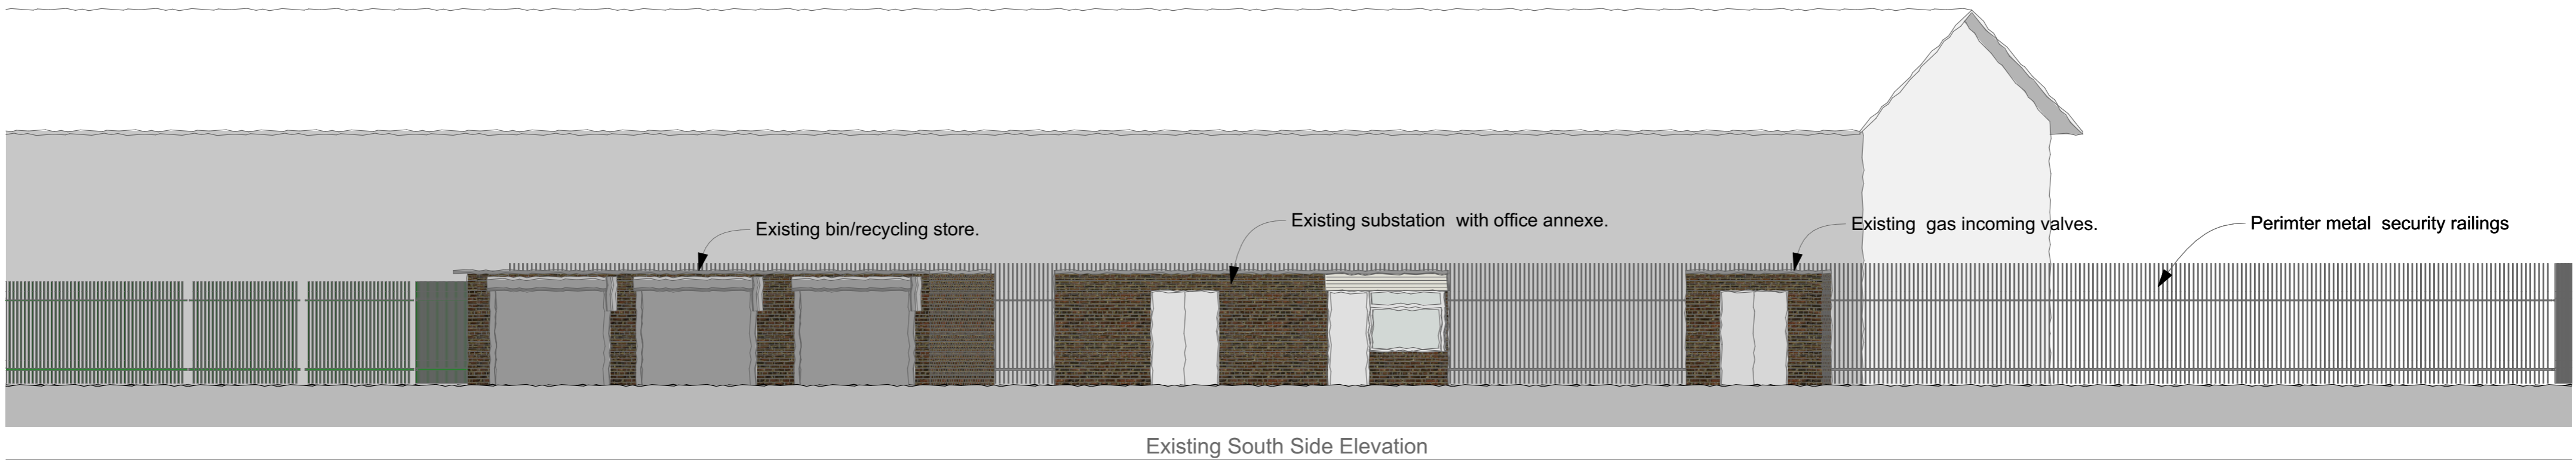 Existing bin/recycling store.
Existing substation  with office annexe.
Existing  gas incoming valves.
Perimter metal  security railings
Existing South Side Elevation